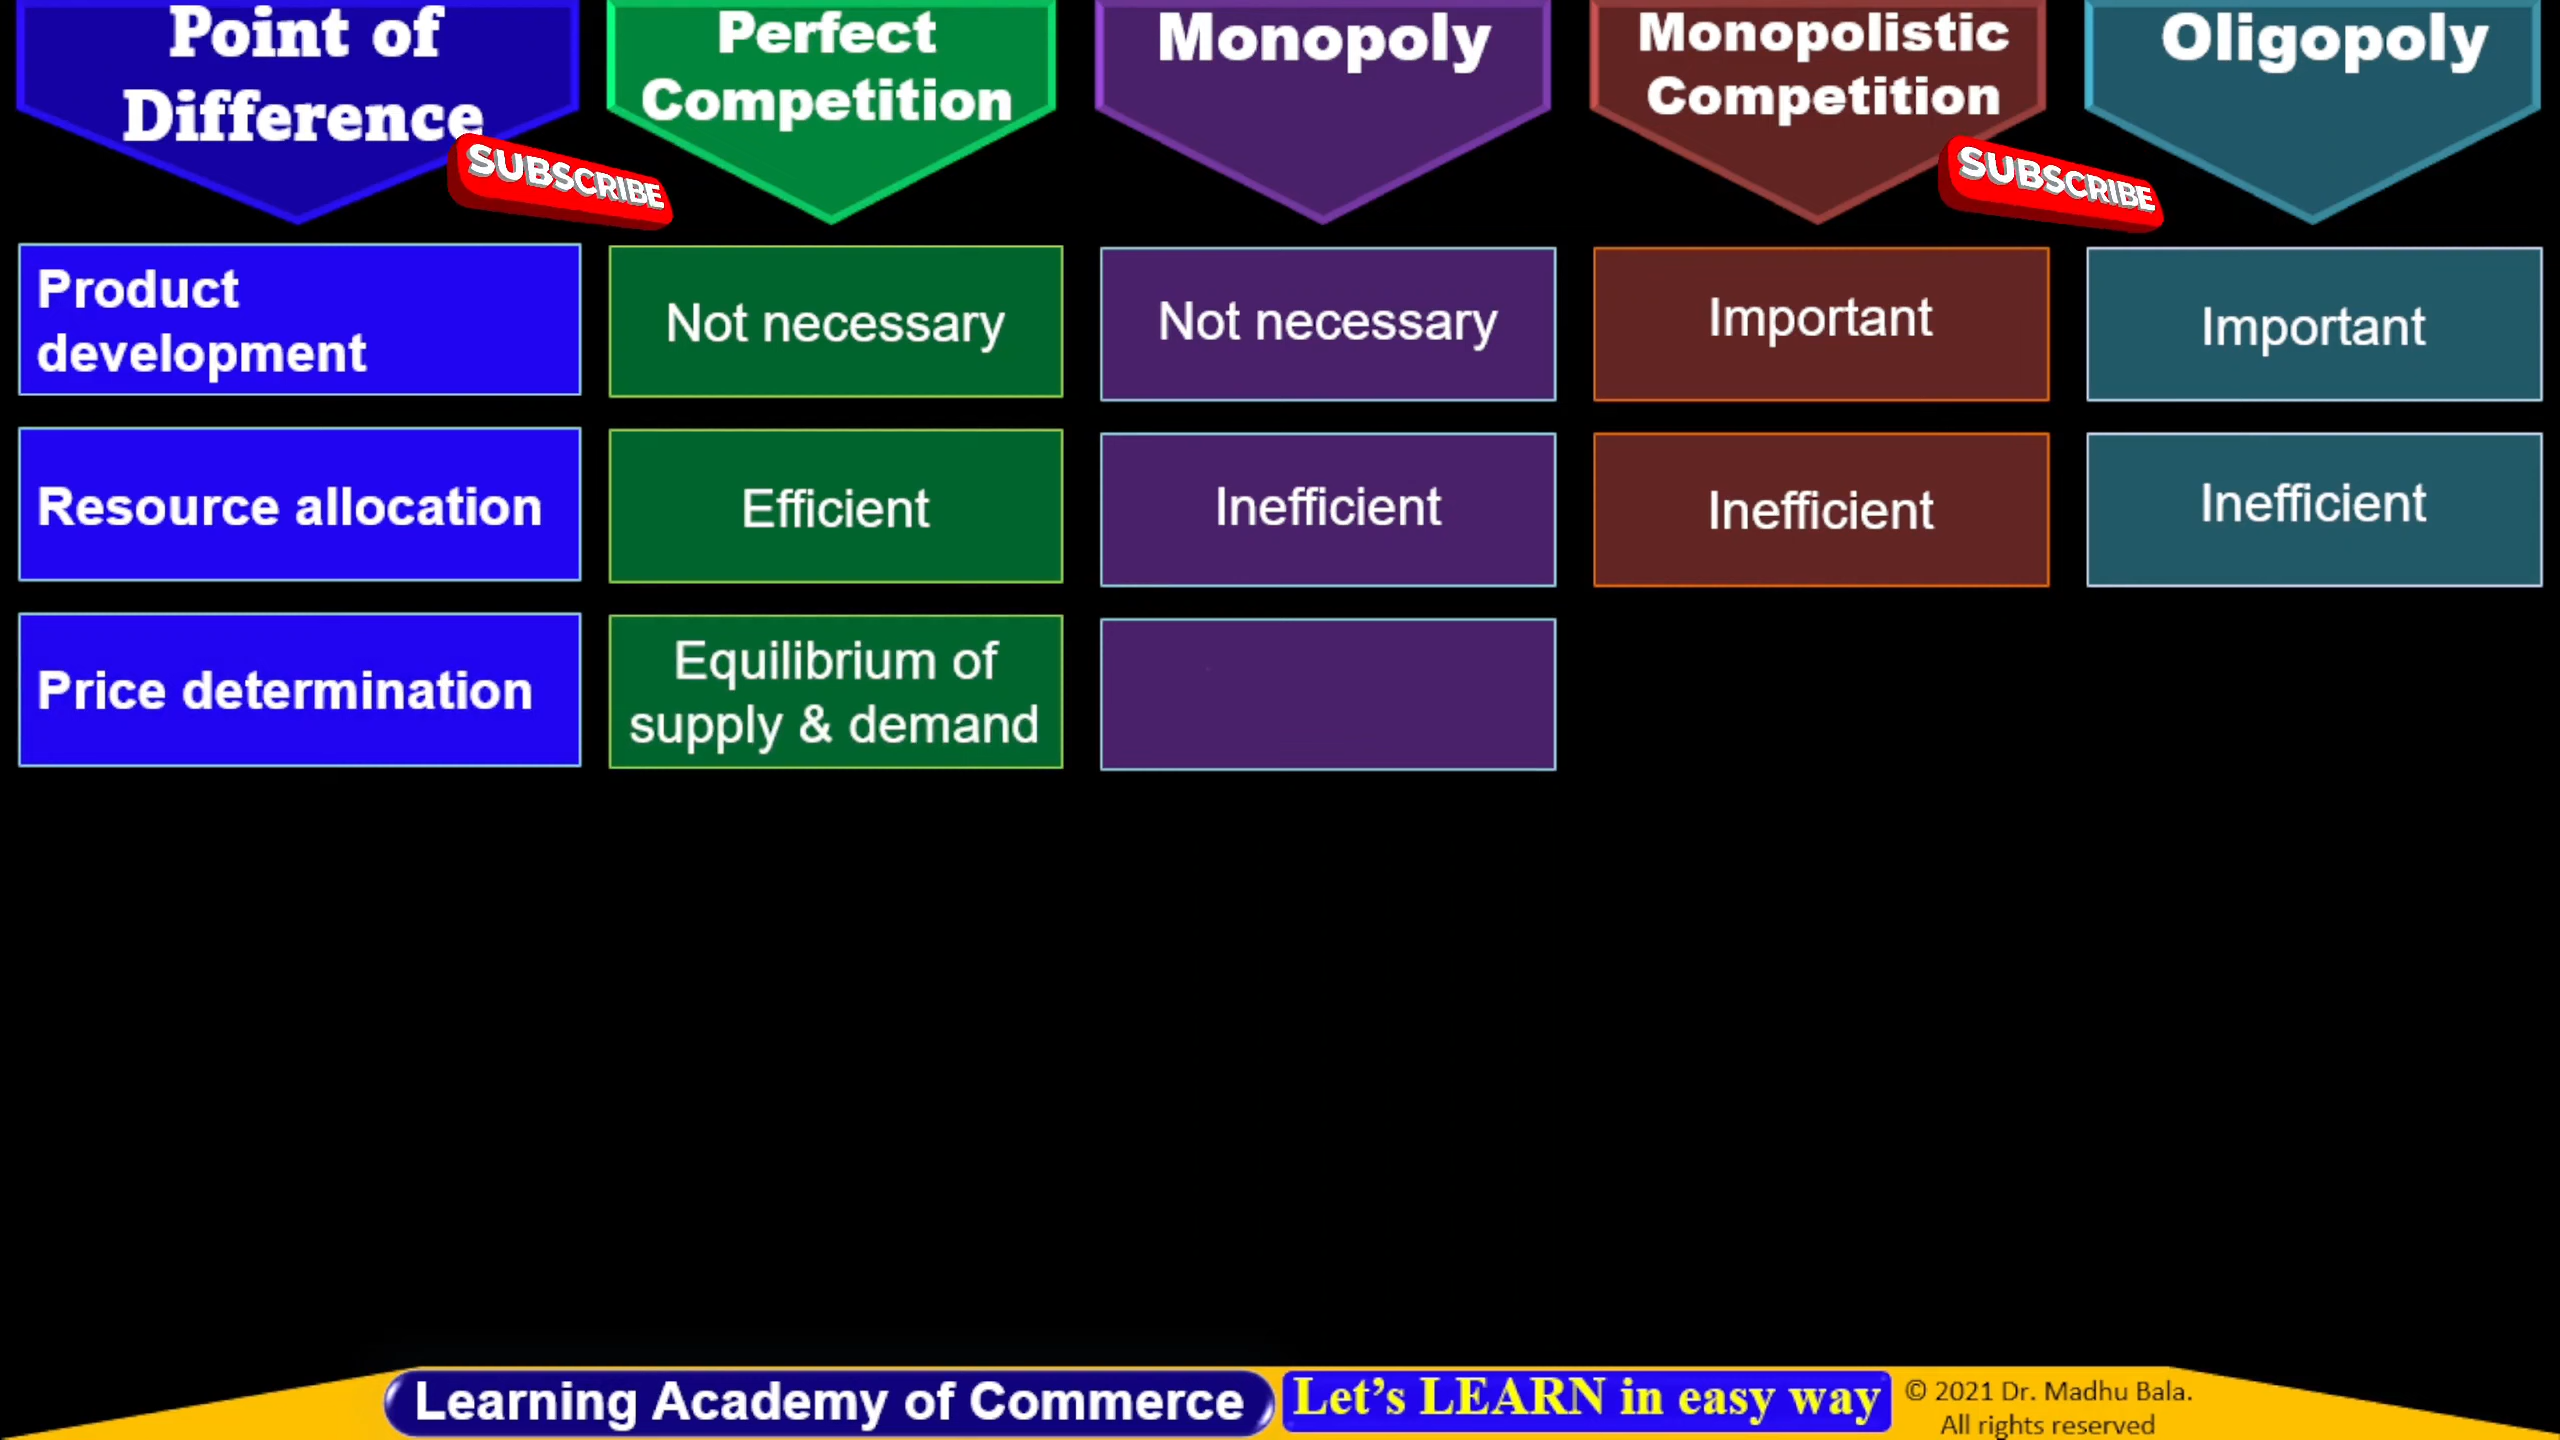 Point of
Difference
Perfect
Competition
Monopoly
Monopolistic
Competition
Oligopoly
SUBSCRIBE
SUBSCRIBE
Product
development
Not necessary
Not necessary
Important
Important
Resource allocation
Efficient
Inefficient
Inefficient
Inefficient
Price determination
Equilibrium of
supply & demand
Learning Academy of Commerce
Let's LEARN in easy way
© 2021 Dr. Madhu Bala.
All rights reserved